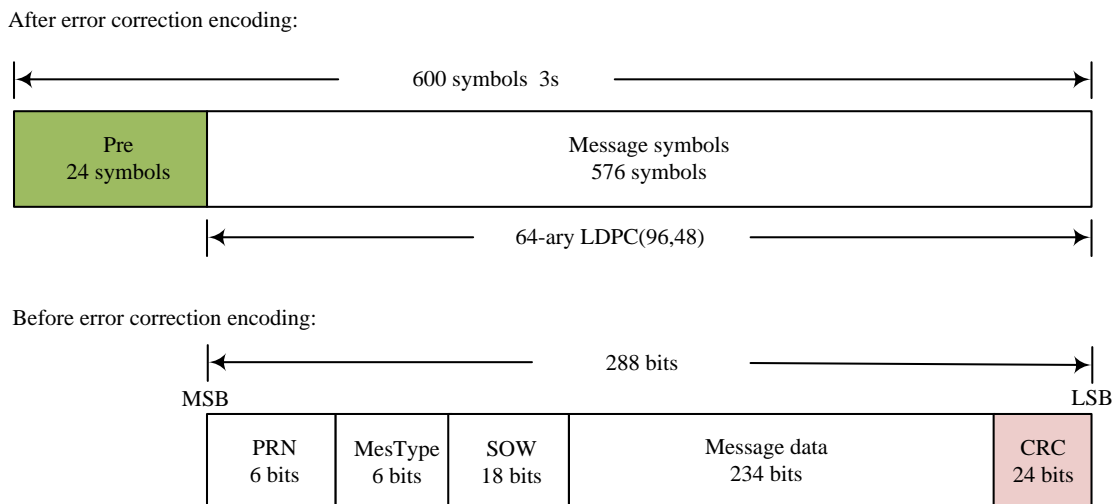 After error correction encoding:
600 symbols 3s
Pre
24 symbols
Message symbols
576 symbols
64-ary LDPC(96,48)
Before error correction encoding:
288 bits
MSB
LSB
PRN
6 bits
MesType
6 bits
SOW
18 bits
Message data
234 bits
CRC
24 bits